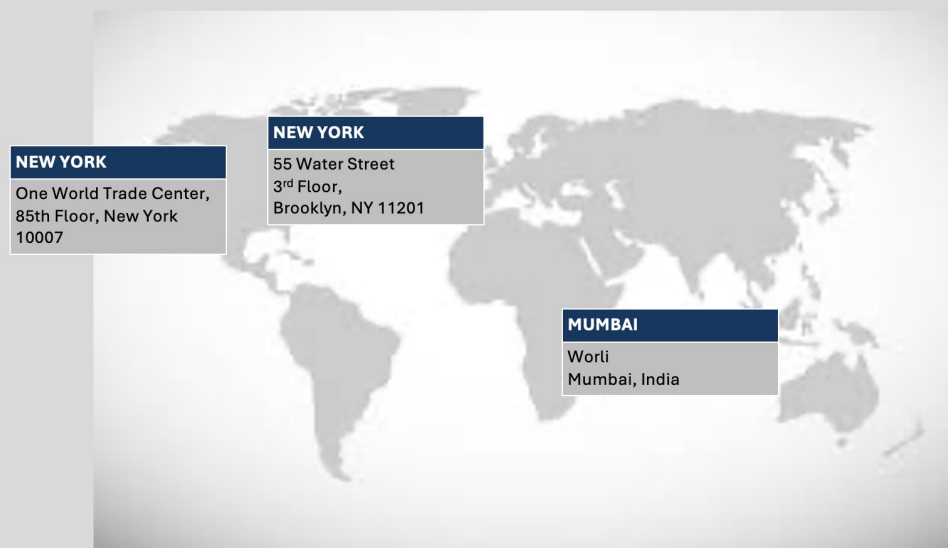 NEW YORK
One World Trade Center,
85th Floor, New York
10007
NEW YORK
55 Water Street
3rd Floor,
Brooklyn, NY 11201
MUMBAI
Worli
Mumbai, India